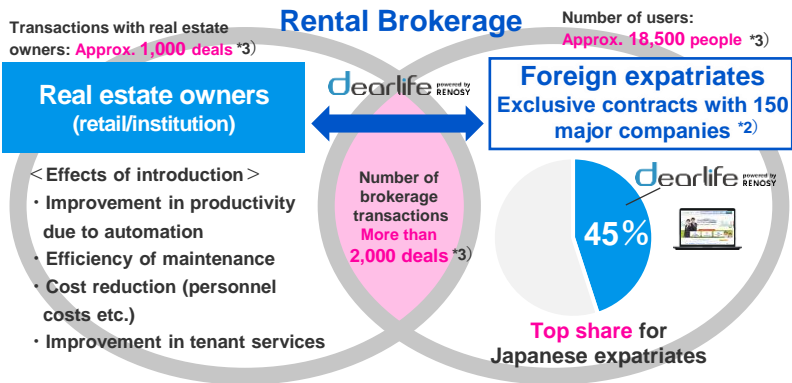 Rental Brokerage
Transactions with real estate
owners: Approx. 1,000 deals *3）
Number of users:
Approx. 18,500 people *3）
Real estate owners
(retail/institution)
dearlife powered by RENOSY
Foreign expatriates
Exclusive contracts with 150
major companies *2）
＜Effects of introduction＞
・Improvement in productivity
due to automation
・Efficiency of maintenance
・Cost reduction (personnel
costs etc.)
・Improvement in tenant services
Number of
brokerage
transactions
More than
2,000 deals *3）
dearlife powered by RENOSY
45%
Top share for
Japanese expatriates